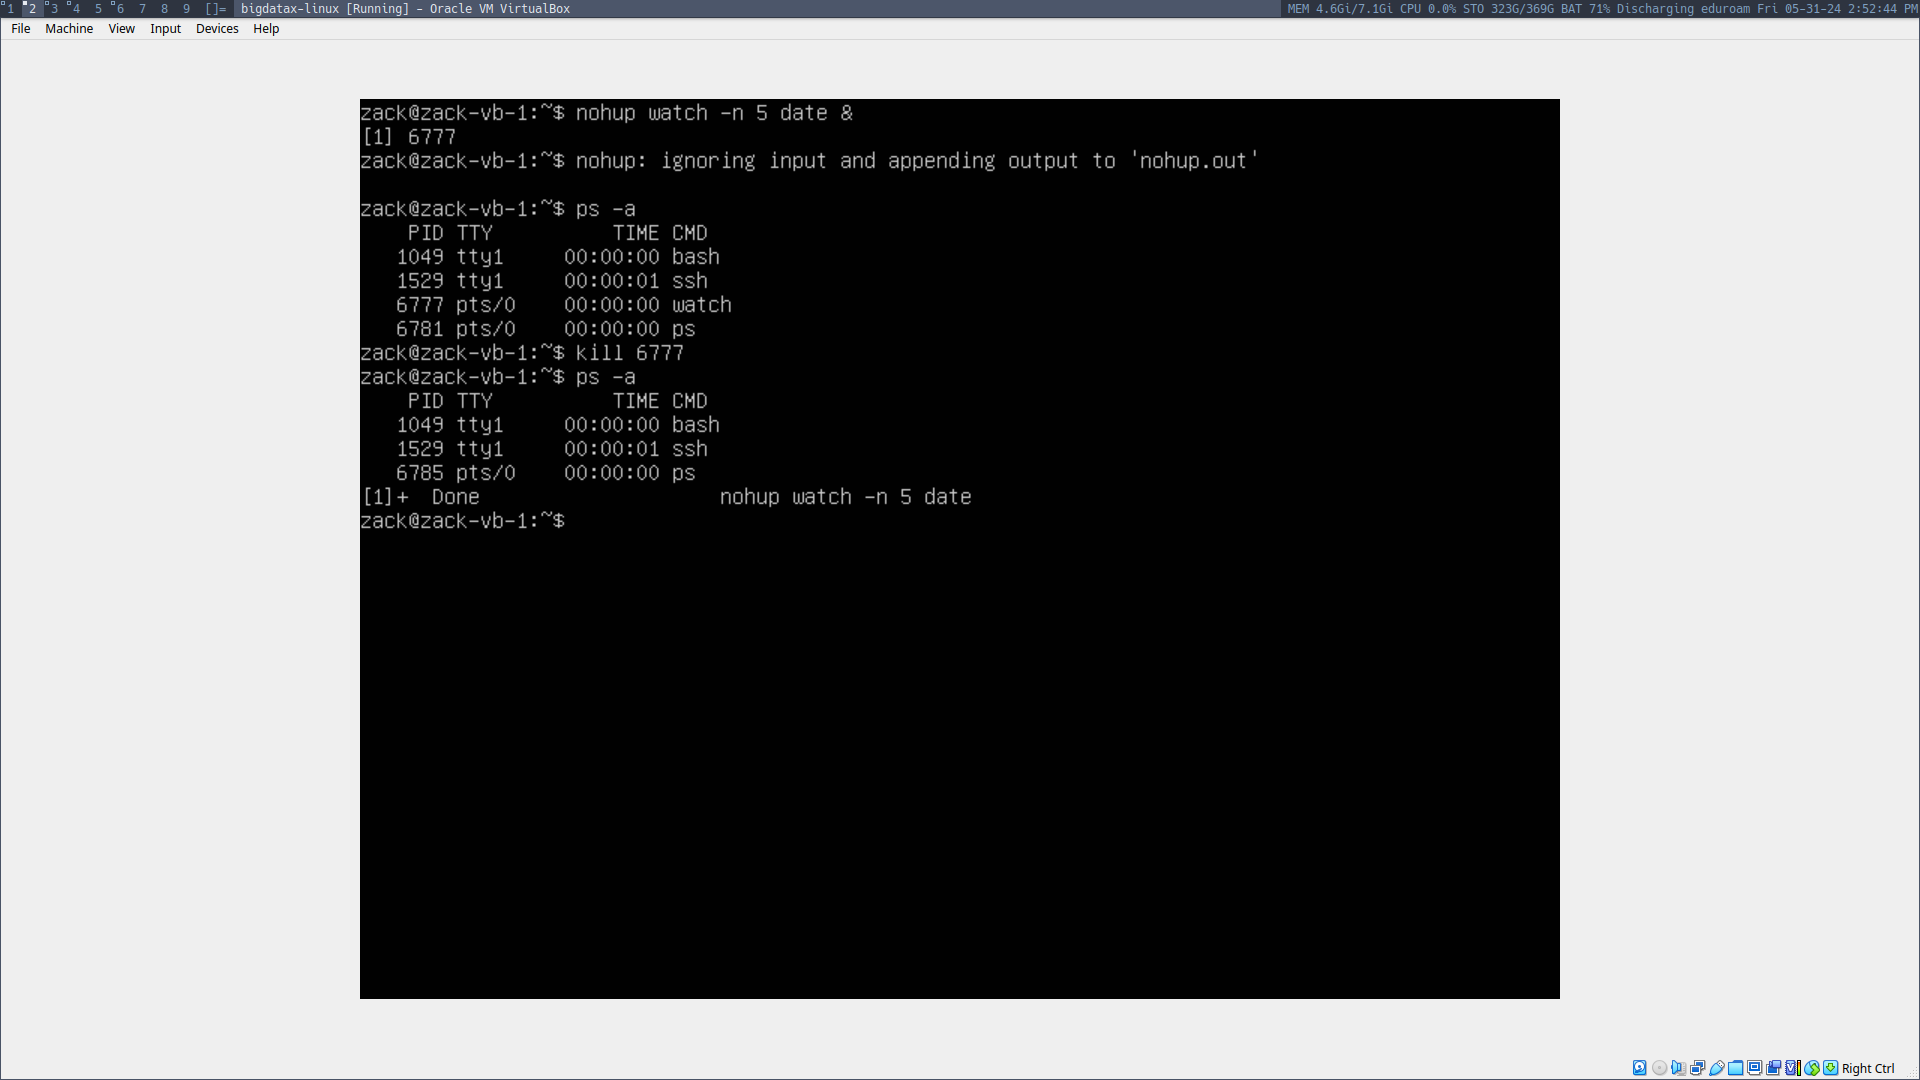 1 2 3 4 5 6 7 8 9 []= bigdatax-linux [Running] - Oracle VM VirtualBox MEM 4.6Gi/7.1Gi CPU 0.0% STO 323G/369G BAT 71% Discharging eduroam Fri 05-31-24 2:52:44 PM
File Machine View Input Devices Help
zack@zack-vb-1:~$ nohup watch -n 5 date &
[1] 6777
zack@zack-vb-1:~$ nohup: ignoring input and appending output to 'nohup.out'
zack@zack-vb-1:~$ ps -a
    PID TTY          TIME CMD
   1049 tty1     00:00:00 bash
   1529 tty1     00:00:01 ssh
   6777 pts/0    00:00:00 watch
   6781 pts/0    00:00:00 ps
zack@zack-vb-1:~$ kill 6777
zack@zack-vb-1:~$ ps -a
    PID TTY          TIME CMD
   1049 tty1     00:00:00 bash
   1529 tty1     00:00:01 ssh
   6785 pts/0    00:00:00 ps
[1]+  Done                    nohup watch -n 5 date
zack@zack-vb-1:~$
Right Ctrl